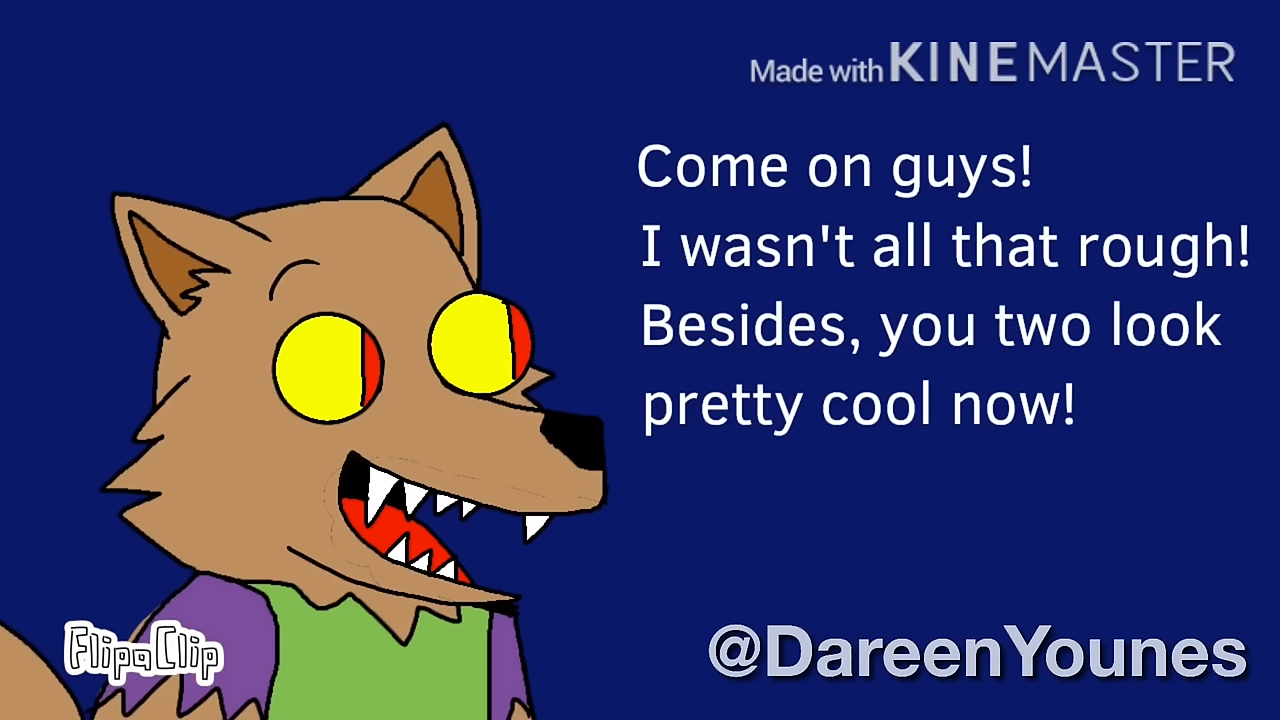 Made with KINEMASTER
Come on guys!
I wasn't all that rough!
Besides, you two look
pretty cool now!
FlipaClip
@DareenYounes